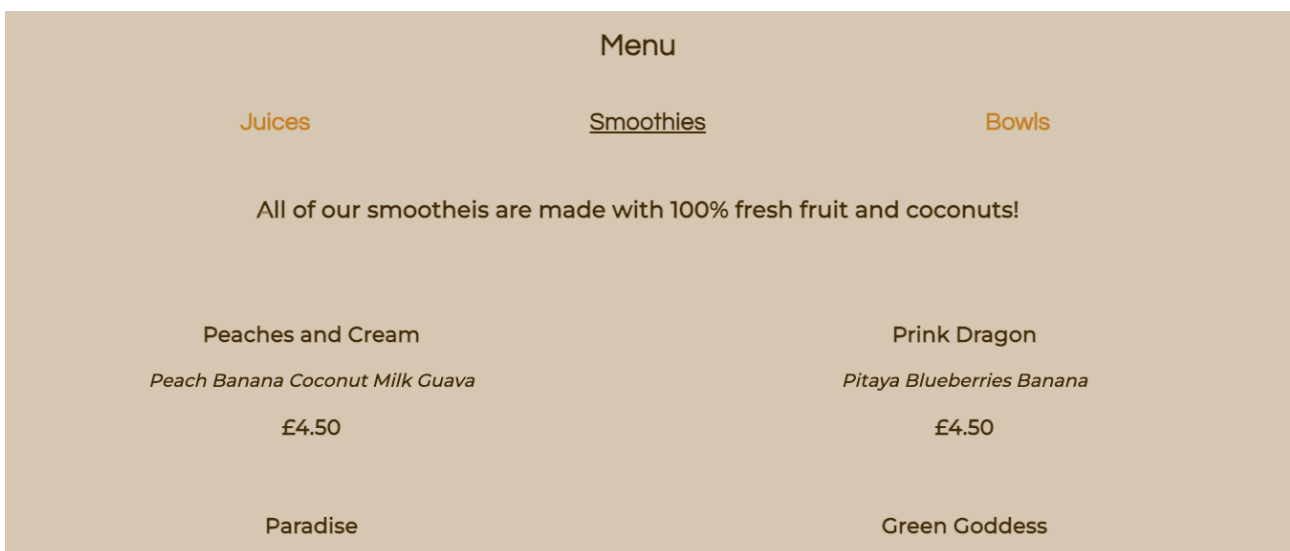 Menu
Juices Smoothies Bowls
All of our smootheis are made with 100% fresh fruit and coconuts!
Peaches and Cream
Peach Banana Coconut Milk Guava
£4.50
Prink Dragon
Pitaya Blueberries Banana
£4.50
Paradise
Green Goddess